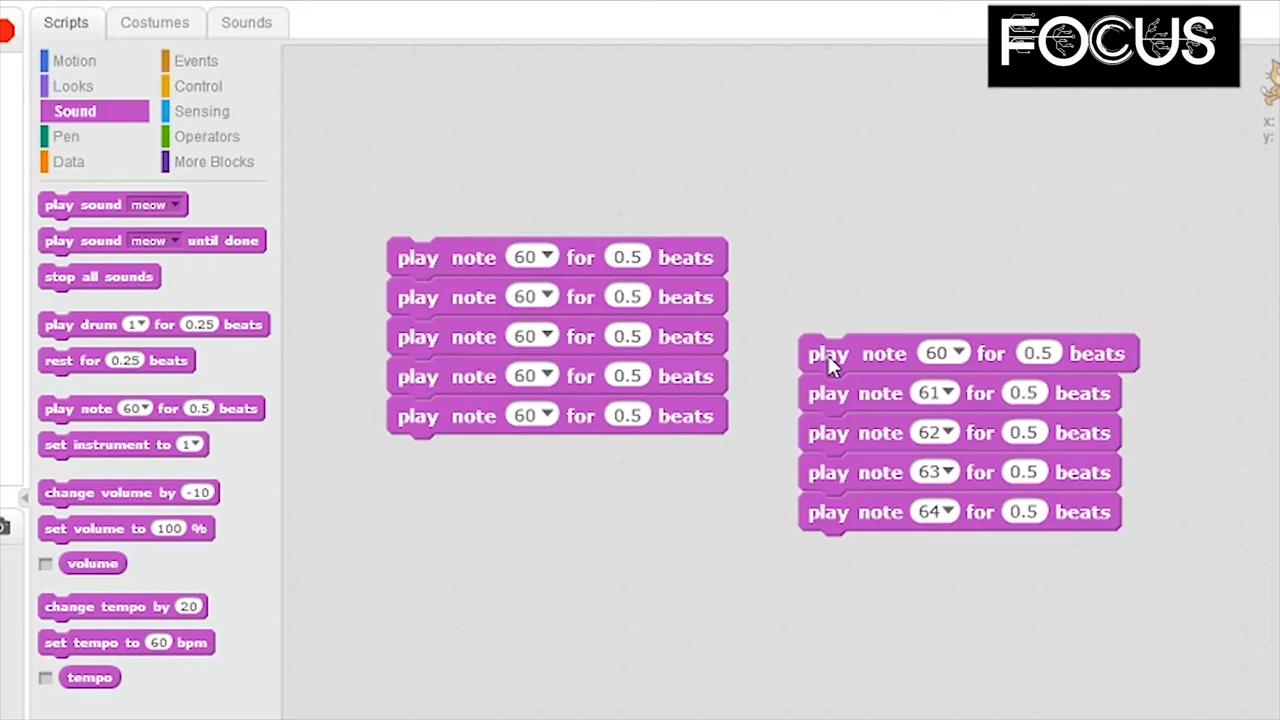 Scripts
Costumes
Sounds
FOCUS
Motion
Events
Looks
Control
Sound
Sensing
Pen
Operators
Data
More Blocks
x:
y:
play sound meow
play sound meow until done
stop all sounds
play drum 1 for 0.25 beats
rest for 0.25 beats
play note 60 for 0.5 beats
set instrument to 1
change volume by -10
set volume to 100 %
volume
change tempo by 20
set tempo to 60 bpm
tempo
play note 60 for 0.5 beats
play note 60 for 0.5 beats
play note 60 for 0.5 beats
play note 60 for 0.5 beats
play note 60 for 0.5 beats
play note 60 for 0.5 beats
play note 61 for 0.5 beats
play note 62 for 0.5 beats
play note 63 for 0.5 beats
play note 64 for 0.5 beats